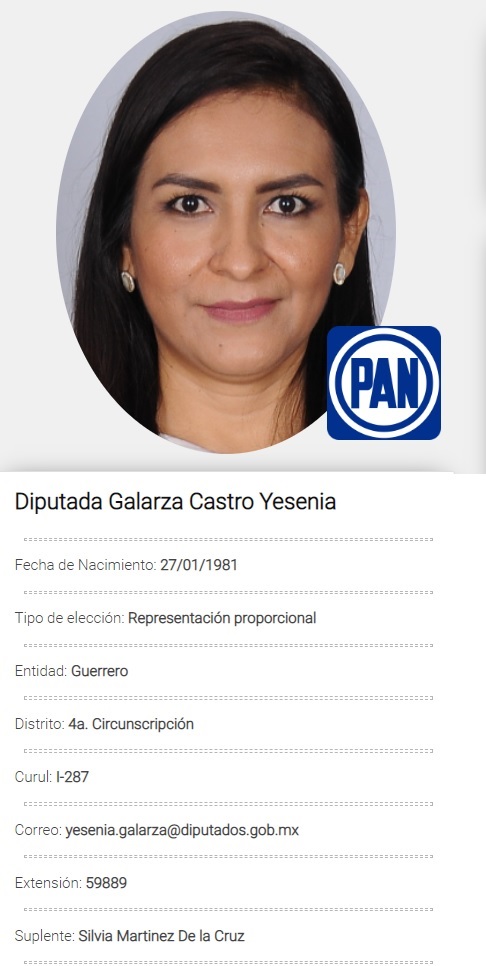 PAN
Diputada Galarza Castro Yesenia
Fecha de Nacimiento: 27/01/1981
Tipo de elección: Representación proporcional
Entidad: Guerrero
Distrito: 4a. Circunscripción
Curul: I-287
Correo: yesenia.galarza@diputados.gob.mx
Extensión: 59889
Suplente: Silvia Martinez De la Cruz